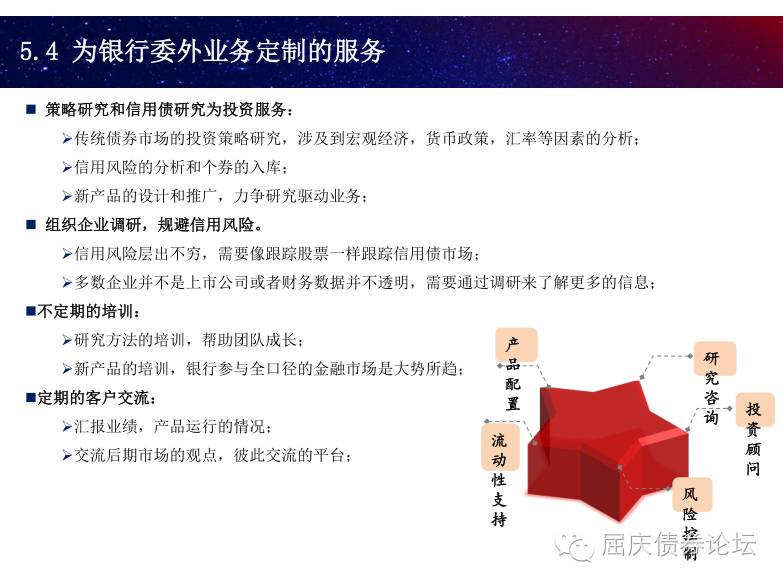 5.4 为银行委外业务定制的服务
策略研究和信用债研究为投资服务：
传统债券市场的投资策略研究，涉及到宏观经济，货币政策，汇率等因素的分析；
信用风险的分析和个券的入库；
新产品的设计和推广，力争研究驱动业务；
组织企业调研，规避信用风险。
信用风险层出不穷，需要像跟踪股票一样跟踪信用债市场；
多数企业并不是上市公司或者财务数据并不透明，需要通过调研来了解更多的信息；
不定期的培训：
研究方法的培训，帮助团队成长；
新产品的培训，银行参与全口径的金融市场是大势所趋；
定期的客户交流：
汇报业绩，产品运行的情况；
交流后期市场的观点，彼此交流的平台；
产品配置
研究咨询
投资顾问
流动性支持
风险控制
屈庆债券论坛